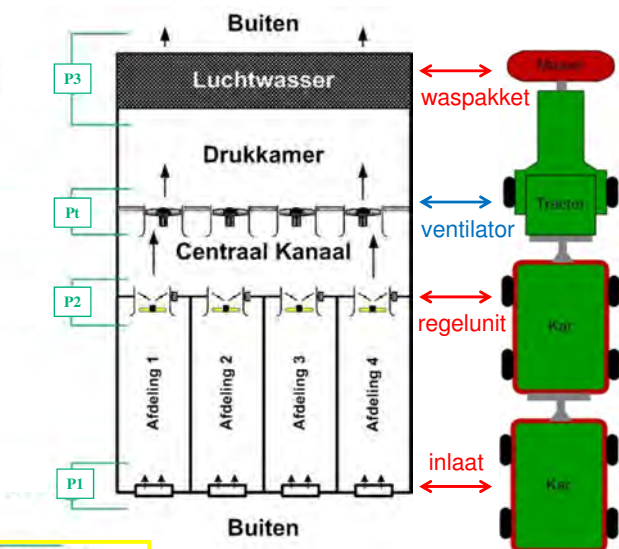 Buiten
P3
Luchtwasser
waspakket
Drukkamer
Pt
Tractor
ventilator
Centraal Kanaal
P2
regelunit
Kar
Afdeling 1
Afdeling 2
Afdeling 3
Afdeling 4
P1
inlaat
Kar
Buiten